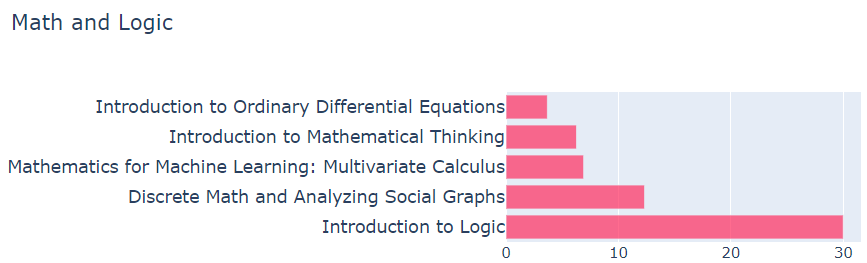 Math and Logic
Introduction to Ordinary Differential Equations
Introduction to Mathematical Thinking
Mathematics for Machine Learning: Multivariate Calculus
Discrete Math and Analyzing Social Graphs
Introduction to Logic
0 10 20 30